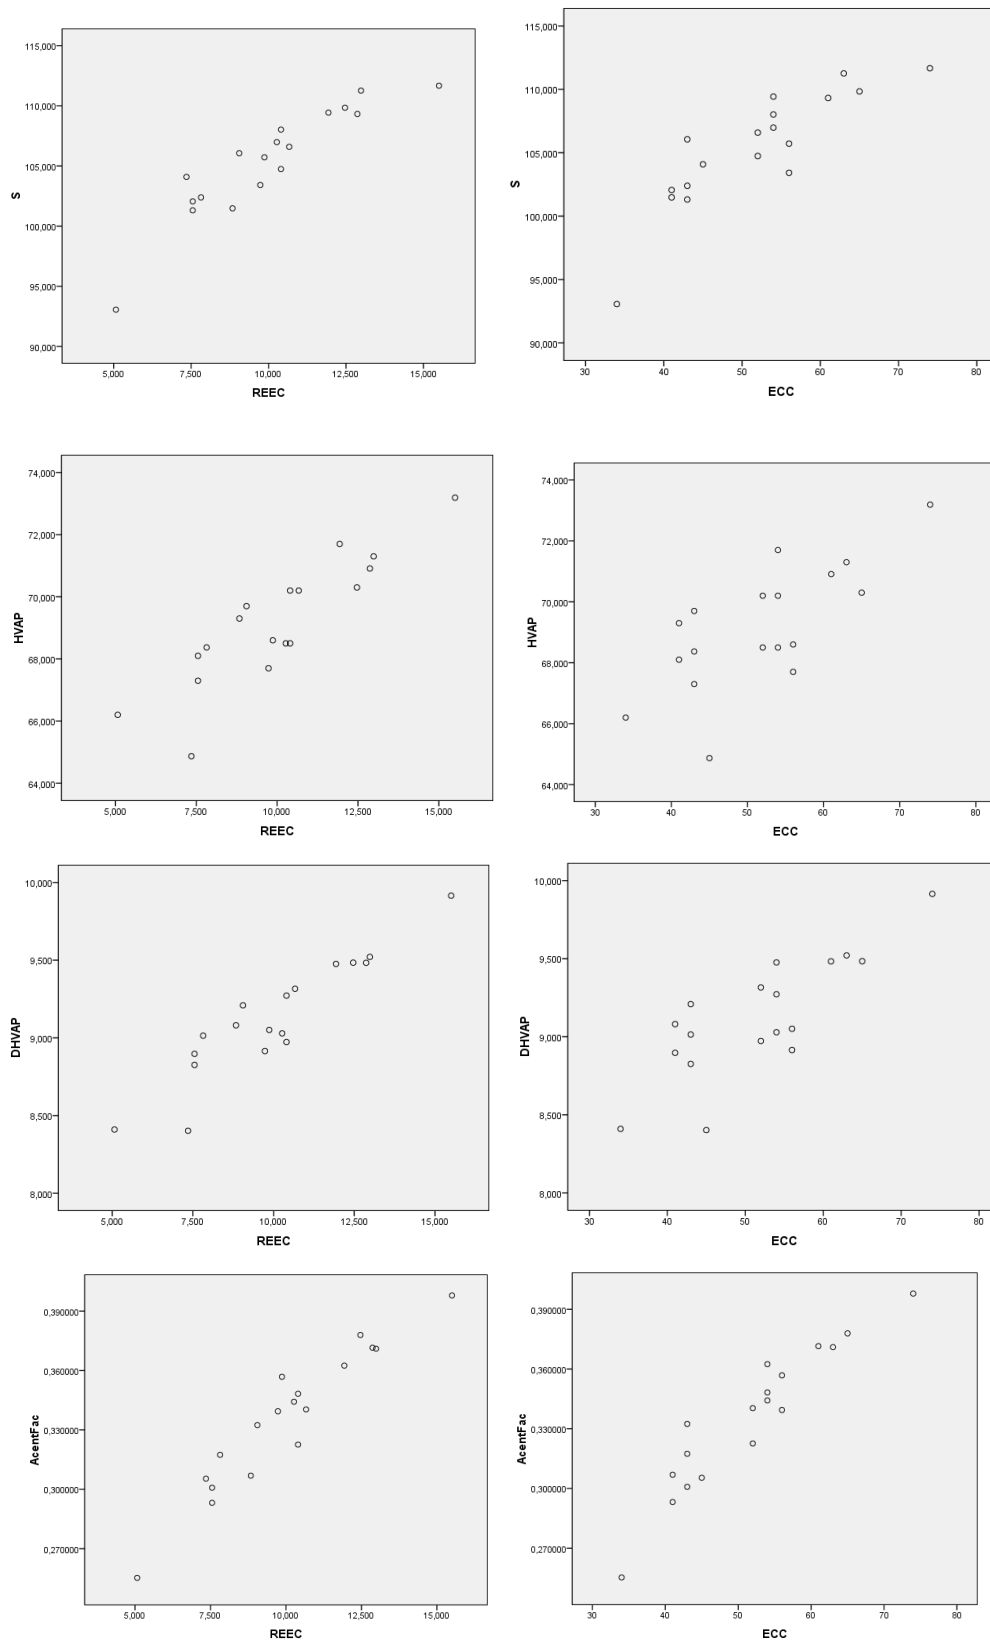 115,000
110,000
105,000
100,000
95,000
90,000
S
5,000 7,500 10,000 12,500 15,000
REEC
115,000
110,000
105,000
100,000
95,000
90,000
S
30 40 50 60 70 80
ECC
74,000
72,000
70,000
68,000
66,000
64,000
HVAP
5,000 7,500 10,000 12,500 15,000
REEC
74,000
72,000
70,000
68,000
66,000
64,000
HVAP
30 40 50 60 70 80
ECC
10,000
9,500
9,000
8,500
8,000
DHVAP
5,000 7,500 10,000 12,500 15,000
REEC
10,000
9,500
9,000
8,500
8,000
DHVAP
30 40 50 60 70 80
ECC
0,390000
0,360000
0,330000
0,300000
0,270000
AcentFac
5,000 7,500 10,000 12,500 15,000
REEC
0,390000
0,360000
0,330000
0,300000
0,270000
AcentFac
30 40 50 60 70 80
ECC